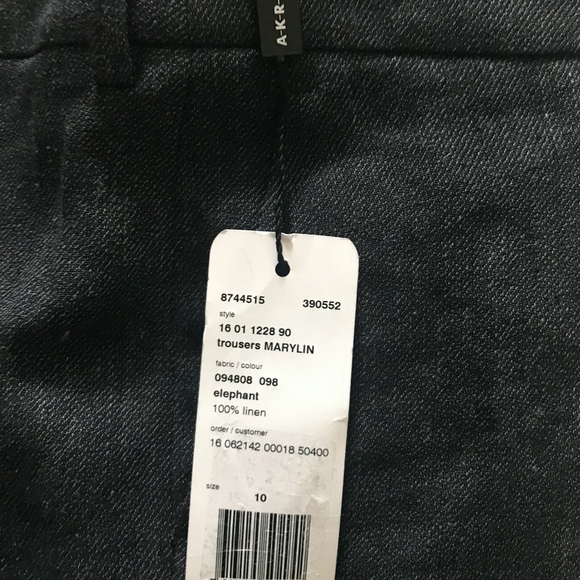 A-K-R-
8744515 390552
style
16 01 1228 90
trousers MARYLIN
fabric / colour
094808 098
elephant
100% linen
order / customer
16 062142 00018 50400
size
10